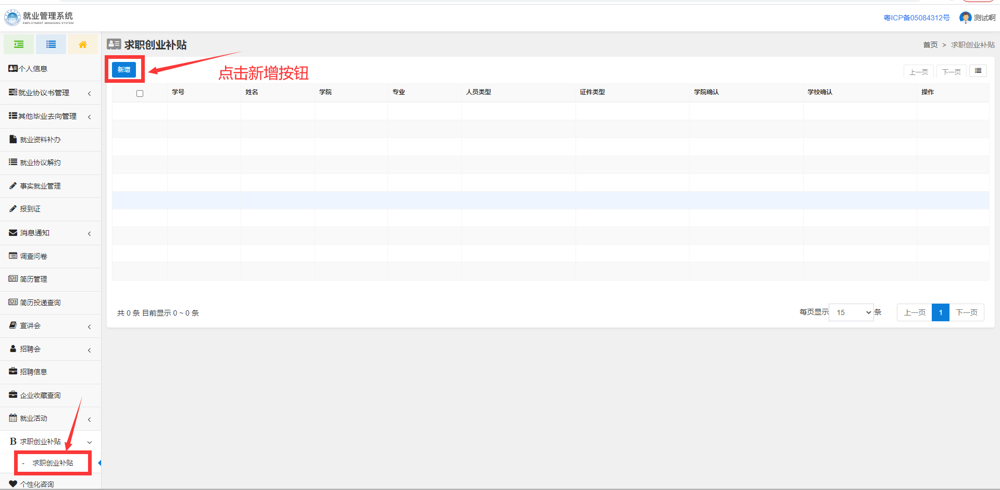 就业管理系统
EMPLOYMENT MANAGING SYSTEM
粤ICP备05084312号
测试啊
求职创业补贴
首页 > 求职创业补贴
新增
点击新增按钮
上一页
下一页
学号 姓名 学院 专业 人员类型 证件类型 学院确认 学校确认 操作
共 0 条 目前显示 0 ~ 0 条
每页显示 15 条
上一页 1 下一页
个人信息
就业协议书管理
其他毕业去向管理
就业资料补办
就业协议解约
事实就业管理
报到证
消息通知
调查问卷
简历管理
简历投递查询
宣讲会
招聘会
招聘信息
企业收藏查询
就业活动
B 求职创业补贴
- 求职创业补贴
个性化咨询